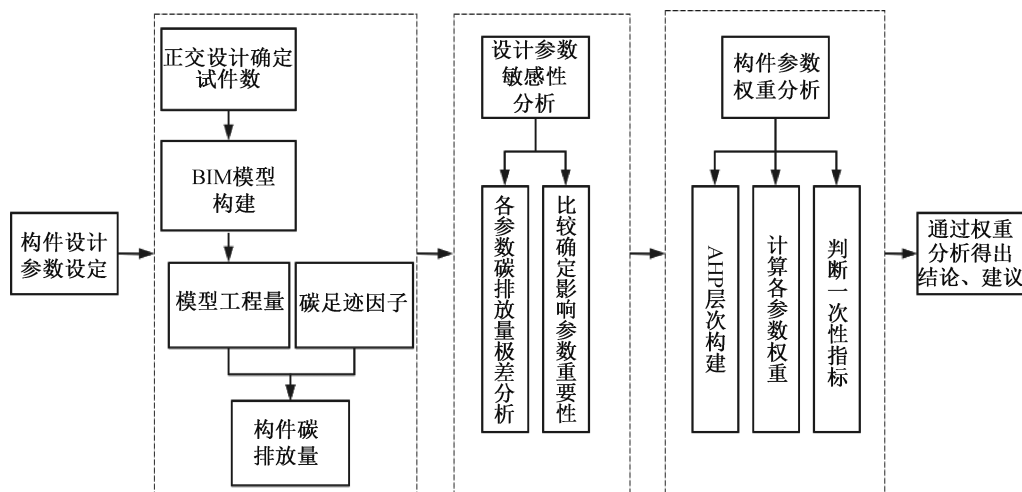 构件设计
参数设定
正交设计确定
试件数
BIM模型
构建
模型工程量
碳足迹因子
构件碳
排放量
设计参数
敏感性
分析
各参数碳排放量极差分析
比较确定影响参数重要性
构件参数
权重分析
AHP层次构建
计算各参数权重
判断一次性指标
通过权重
分析得出
结论、建议